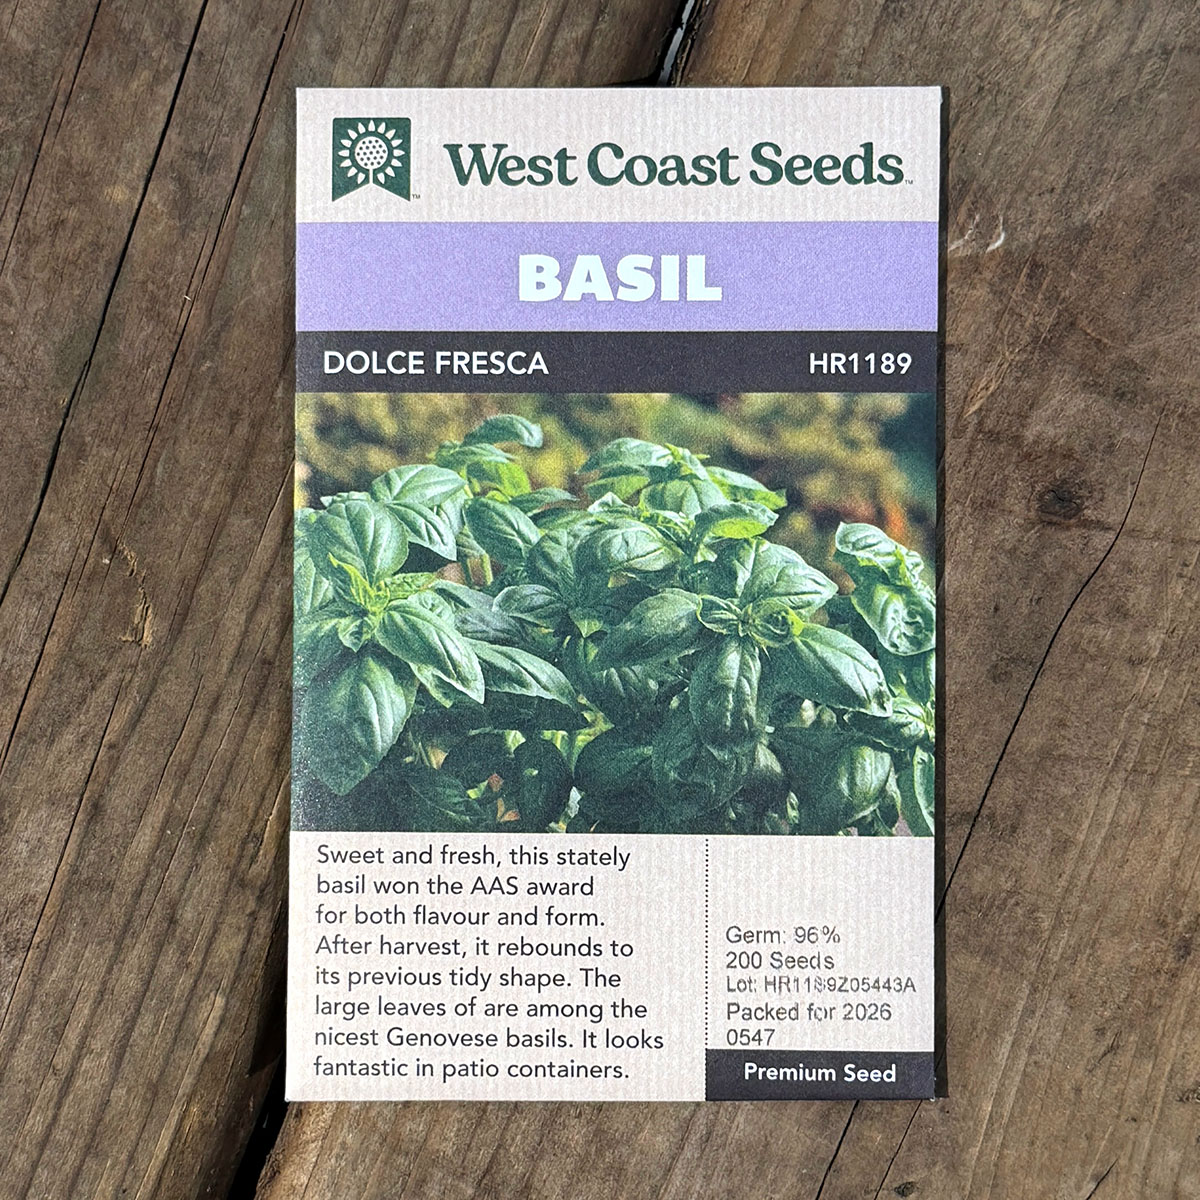 West Coast Seeds™
BASIL
DOLCE FRESCA
HR1189
Sweet and fresh, this stately
basil won the AAS award
for both flavour and form.
After harvest, it rebounds to
its previous tidy shape. The
large leaves of are among the
nicest Genovese basils. It looks
fantastic in patio containers.
Germ: 96%
200 Seeds
Lot: HR1189Z05443A
Packed for 2026
0547
Premium Seed